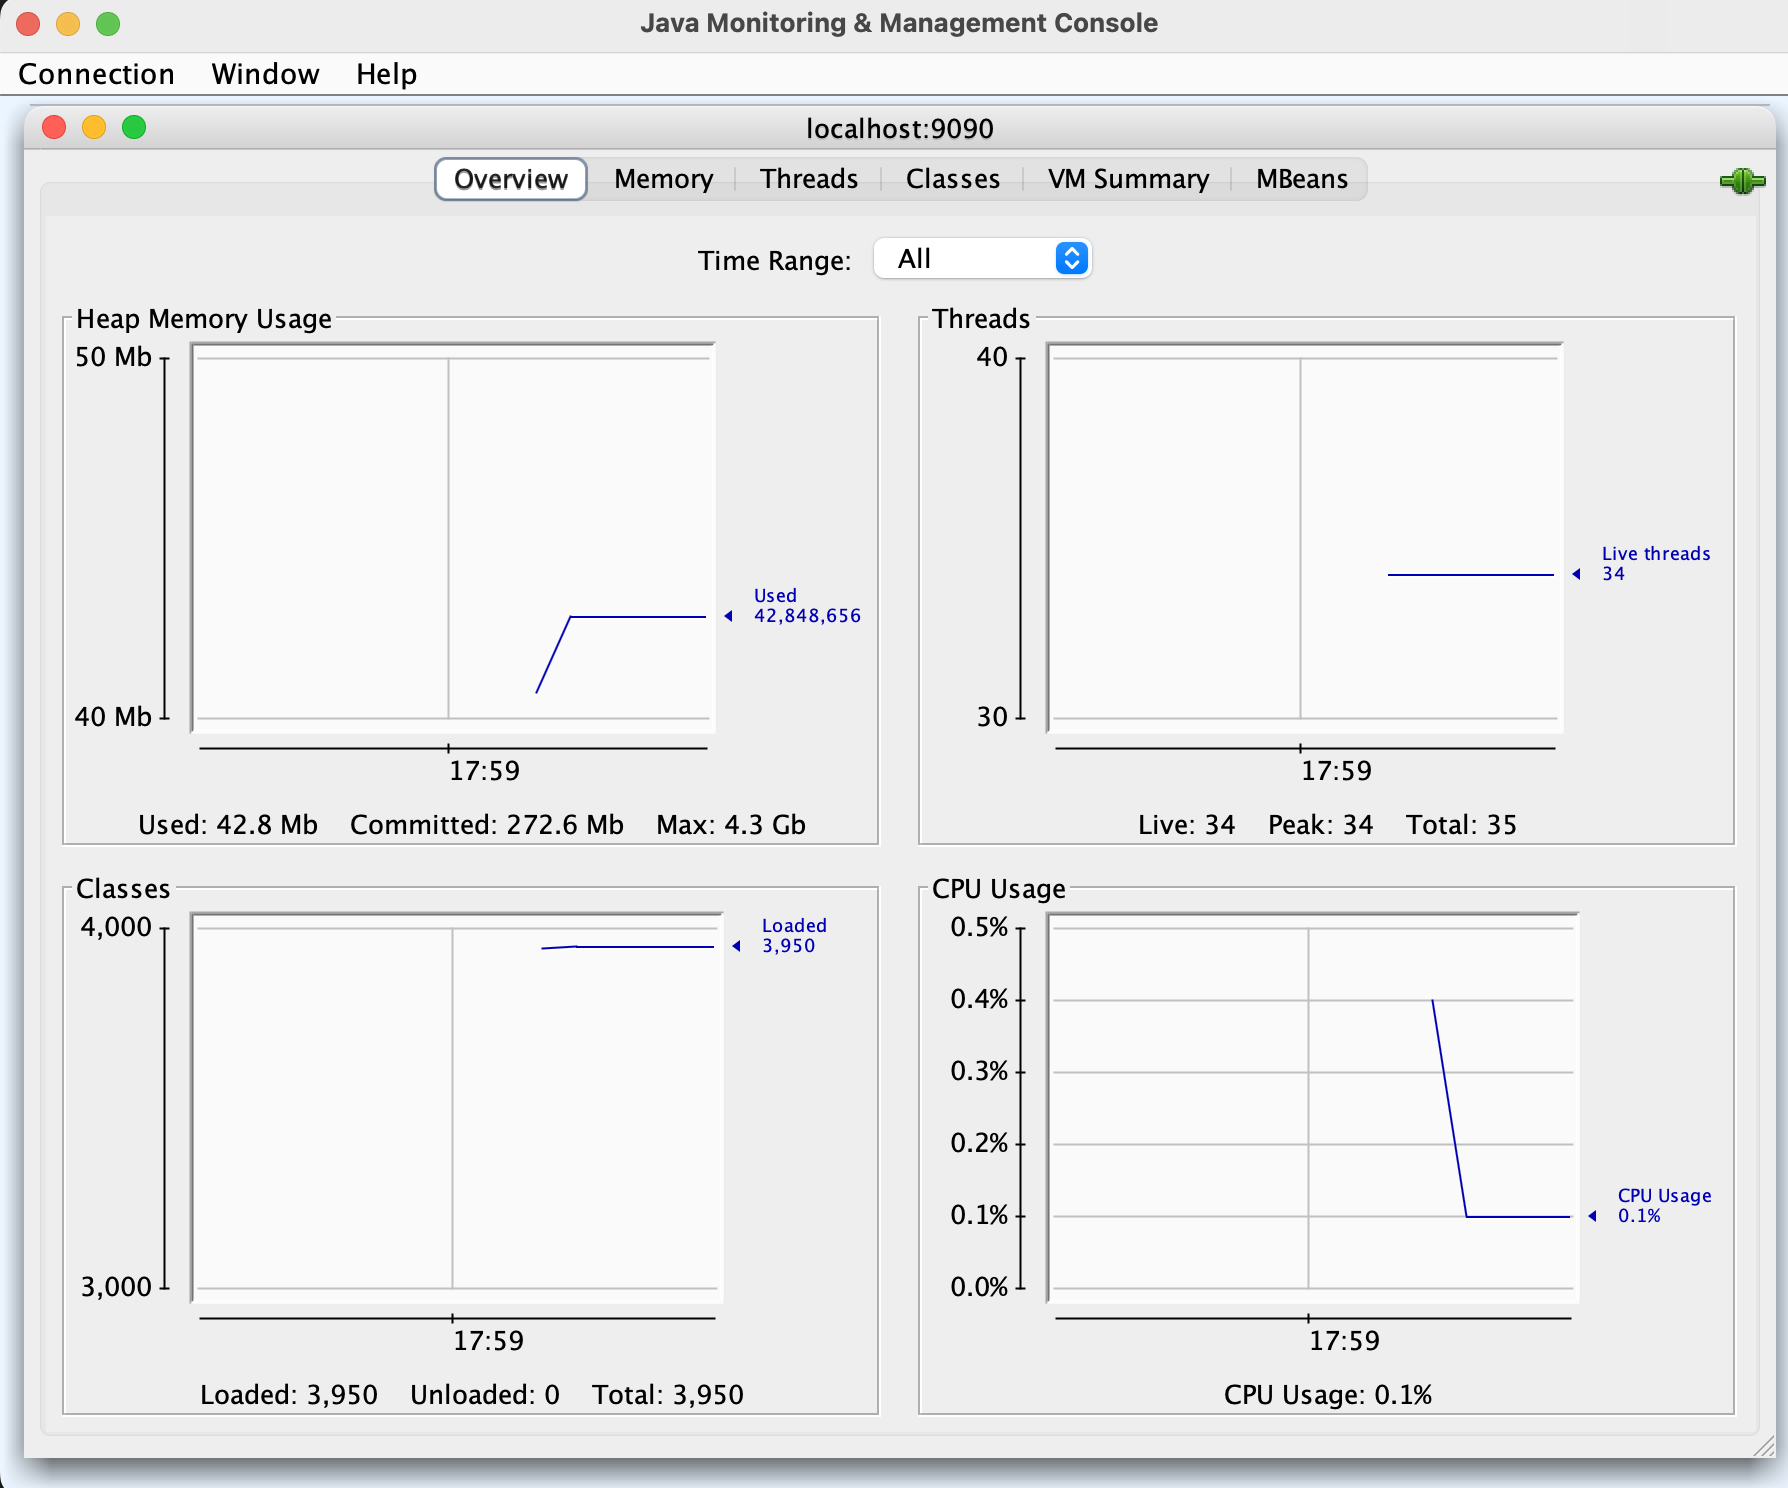 Java Monitoring & Management Console
Connection Window Help
localhost:9090
Overview Memory Threads Classes VM Summary MBeans
Time Range: All
Heap Memory Usage
50 Mb
40 Mb
Used
42,848,656
17:59
Used: 42.8 Mb Committed: 272.6 Mb Max: 4.3 Gb
Threads
40
30
Live threads
34
17:59
Live: 34 Peak: 34 Total: 35
Classes
4,000
3,000
Loaded
3,950
17:59
Loaded: 3,950 Unloaded: 0 Total: 3,950
CPU Usage
0.5%
0.4%
0.3%
0.2%
0.1%
0.0%
CPU Usage
0.1%
17:59
CPU Usage: 0.1%